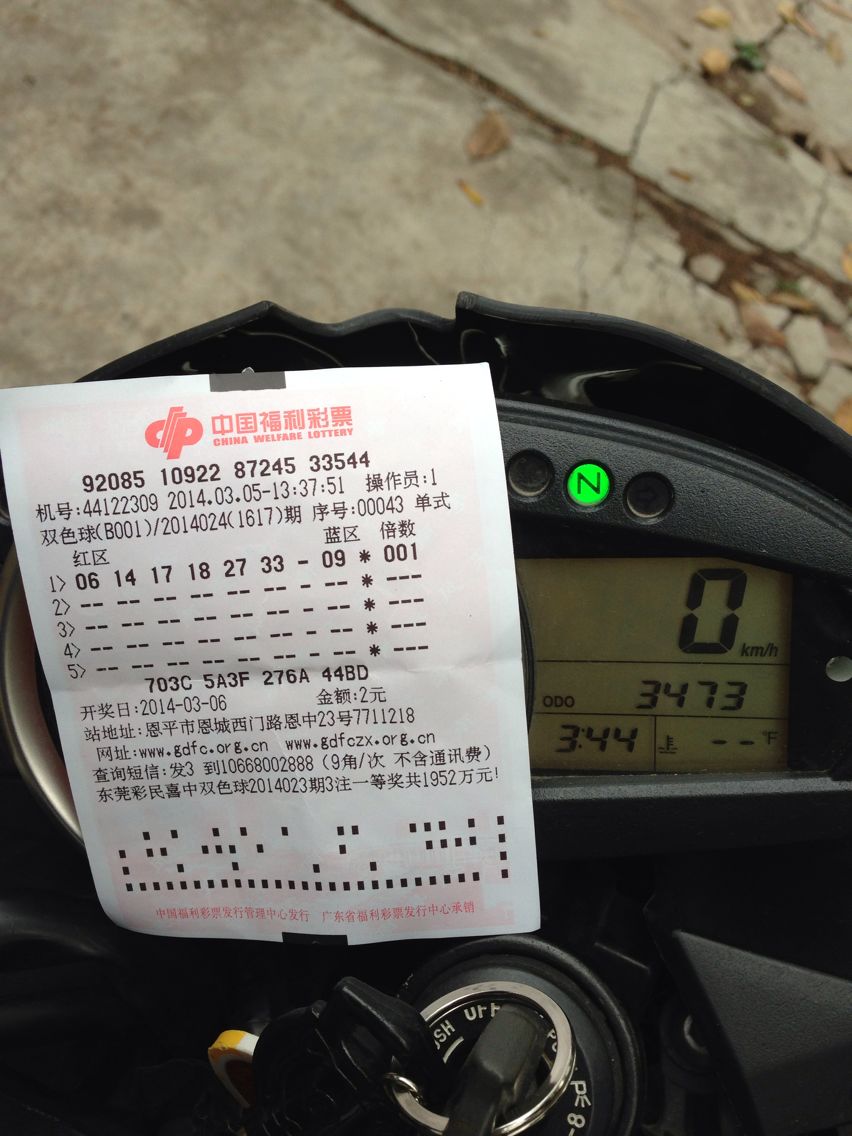 中国福利彩票
CHINA WELFARE LOTTERY
92085 10922 87245 33544
机号:44122309 2014.03.05-13:37:51 操作员:1
双色球(B001)/2014024(1617)期 序号:00043 单式
红区 蓝区 倍数
1> 06 14 17 18 27 33 - 09 * 001
2> -- -- -- -- -- -- - -- * ---
3> -- -- -- -- -- -- - -- * ---
4> -- -- -- -- -- -- - -- * ---
5> -- -- -- -- -- -- - -- * ---
703C 5A3F 276A 44BD
开奖日:2014-03-06 金额:2元
站地址:恩平市恩城西门路恩中23号7711218
网址:www.gdfc.org.cn www.gdfczx.org.cn
查询短信:发3 到10668002888 (9角/次 不含通讯费)
东莞彩民喜中双色球2014023期3注一等奖共1952万元!
中国福利彩票发行管理中心发行 广东省福利彩票发行中心承销
N
0 km/h
ODO 3473
3:44 -- °F
OFF